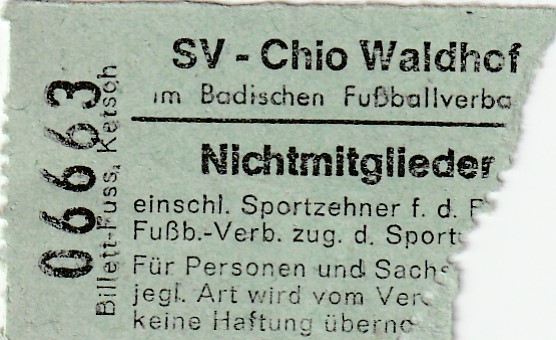 SV - Chio Waldhof
im Badischen Fußballverba
Nichtmitglieder
einschl. Sportzehner f. d.
Fußb.-Verb. zug. d. Sport
Für Personen und Sachs
jegl. Art wird vom Ver
keine Haftung überno
06663
Billett-Fuss, Ketsch